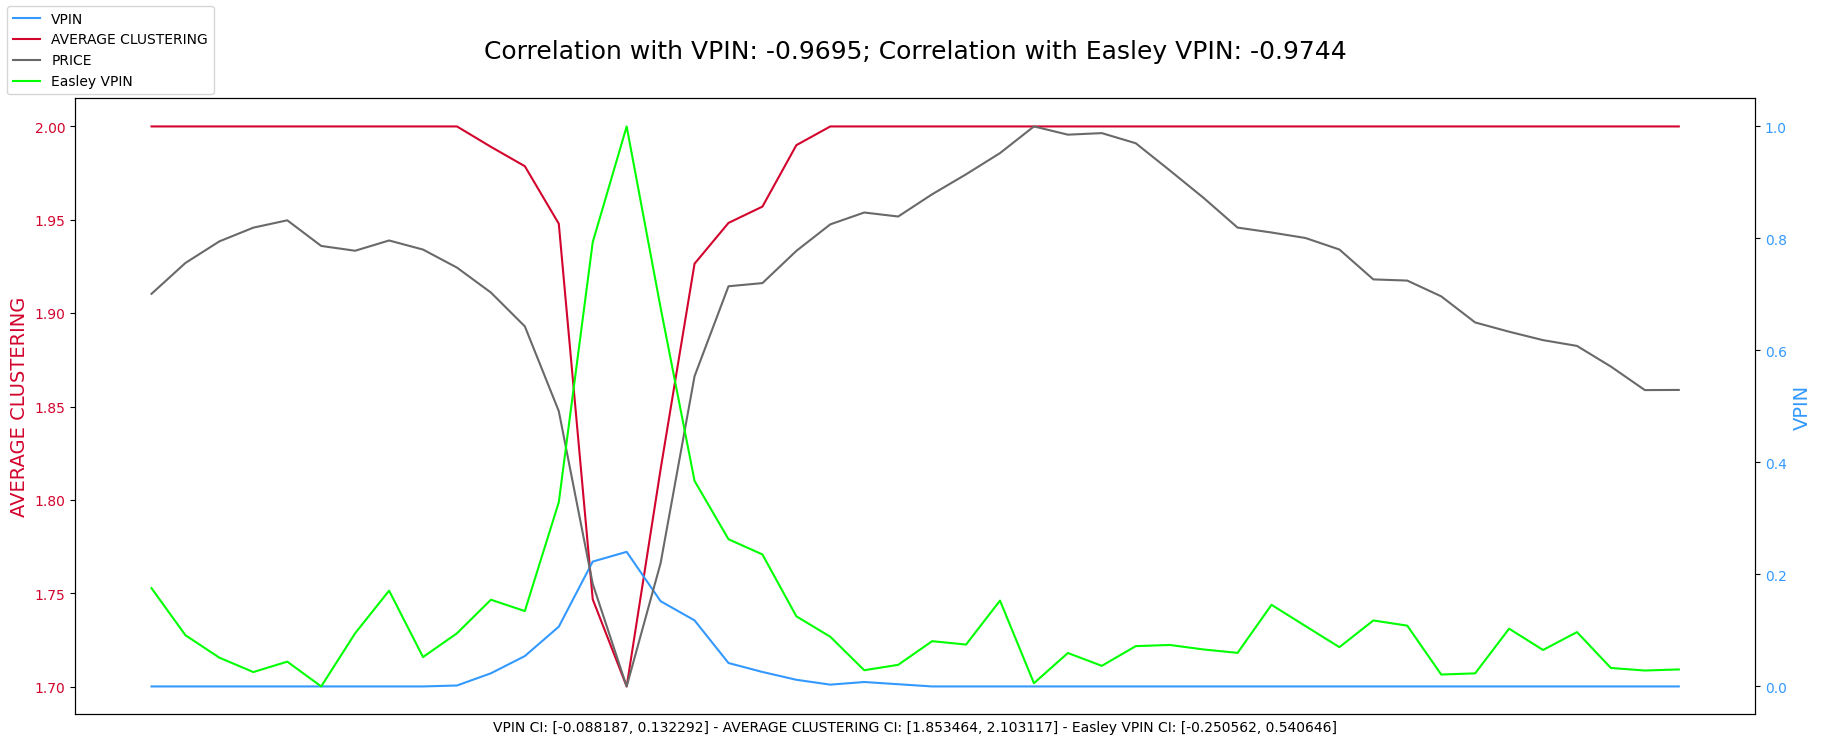 VPIN
AVERAGE CLUSTERING
PRICE
Easley VPIN
Correlation with VPIN: -0.9695; Correlation with Easley VPIN: -0.9744
AVERAGE CLUSTERING
2.00
1.95
1.90
1.85
1.80
1.75
1.70
1.0
0.8
0.6
0.4
0.2
0.0
VPIN
VPIN CI: [-0.088187, 0.132292] - AVERAGE CLUSTERING CI: [1.853464, 2.103117] - Easley VPIN CI: [-0.250562, 0.540646]